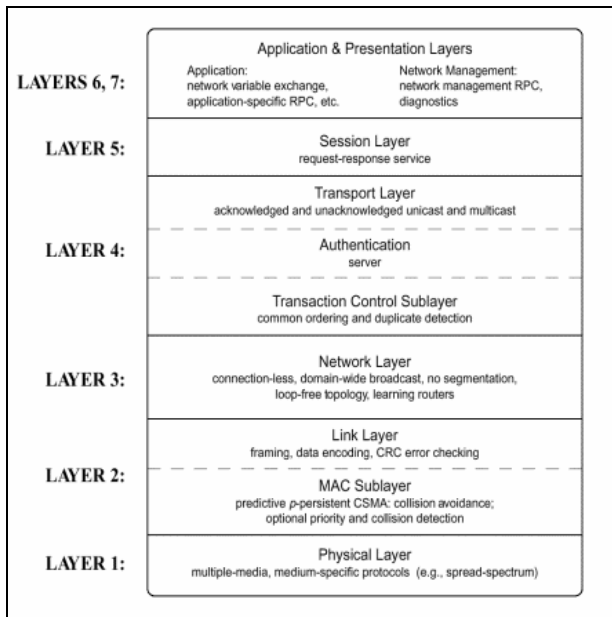 Application & Presentation Layers
LAYERS 6, 7:
Application:
network variable exchange,
application-specific RPC, etc.
Network Management:
network management RPC,
diagnostics
LAYER 5:
Session Layer
request-response service
Transport Layer
acknowledged and unacknowledged unicast and multicast
LAYER 4:
Authentication
server
Transaction Control Sublayer
common ordering and duplicate detection
LAYER 3:
Network Layer
connection-less, domain-wide broadcast, no segmentation,
loop-free topology, learning routers
LAYER 2:
Link Layer
framing, data encoding, CRC error checking
MAC Sublayer
predictive p-persistent CSMA: collision avoidance;
optional priority and collision detection
LAYER 1:
Physical Layer
multiple-media, medium-specific protocols (e.g., spread-spectrum)